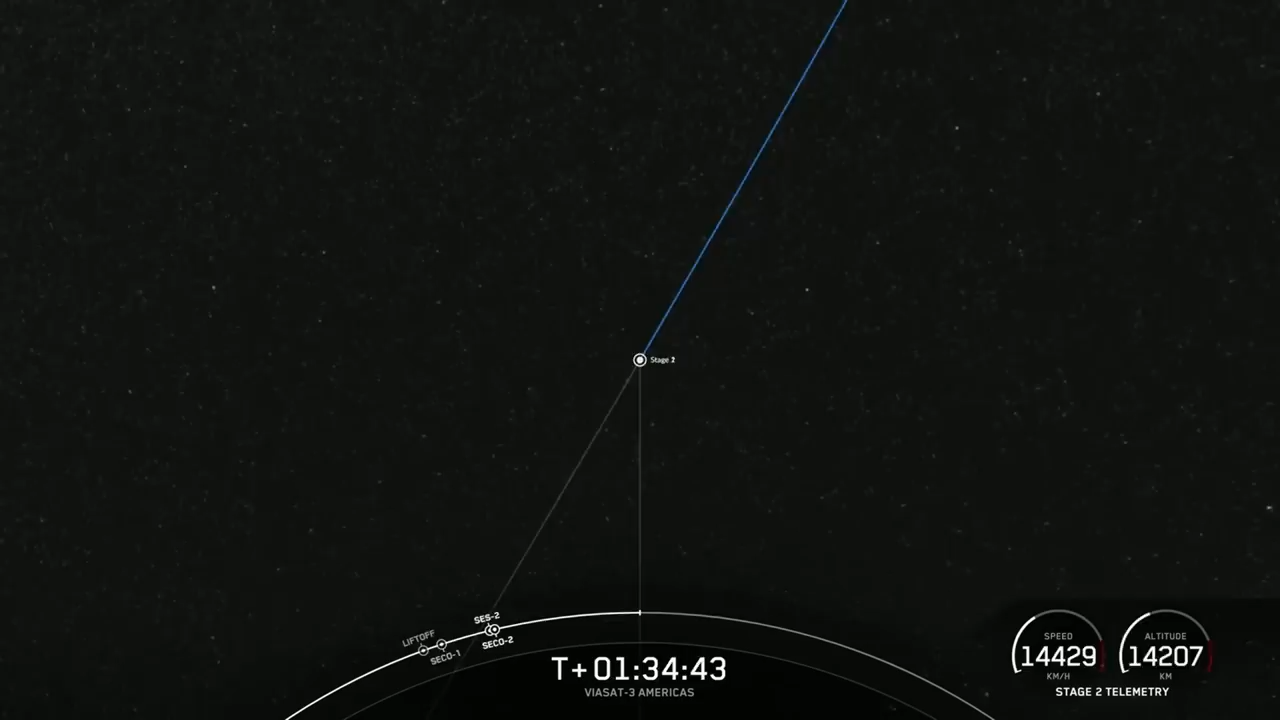 Stage 2
SES-2
LIFTOFF
SECO-2
SECO-1
T+01:34:43
VIASAT-3 AMERICAS
SPEED
14429
KM/H
ALTITUDE
14207
KM
STAGE 2 TELEMETRY